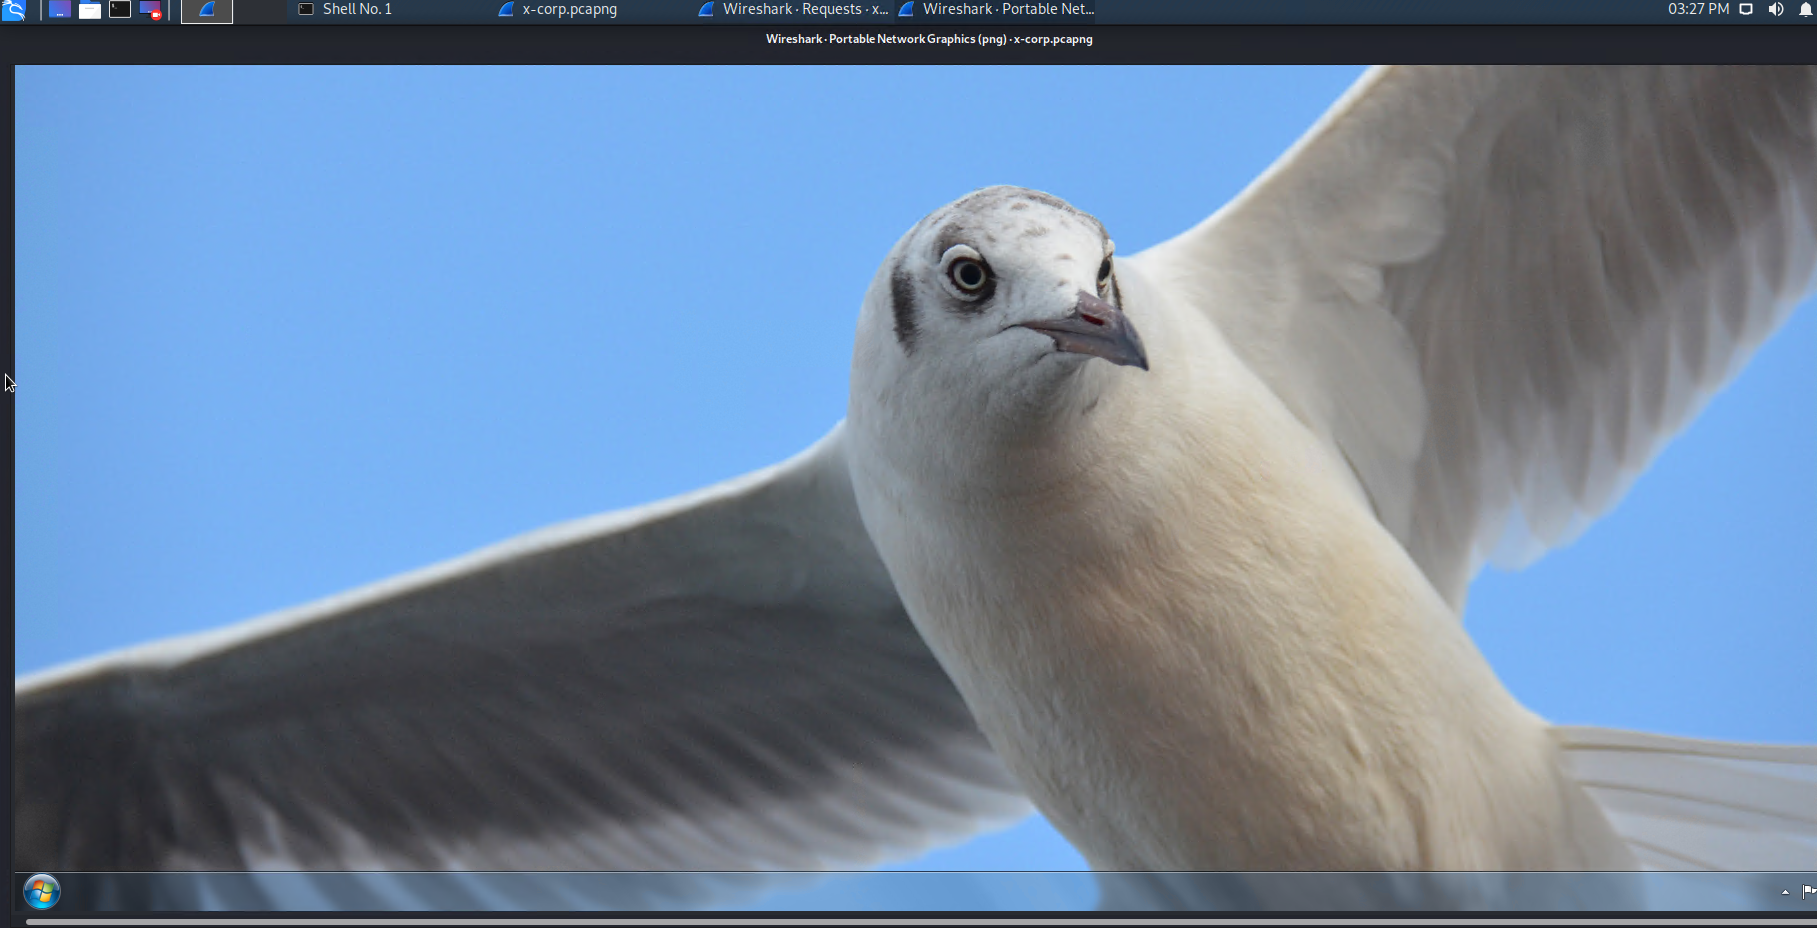 Shell No. 1
x-corp.pcapng
Wireshark · Requests · x...
Wireshark · Portable Net...
03:27 PM
Wireshark · Portable Network Graphics (png) · x-corp.pcapng